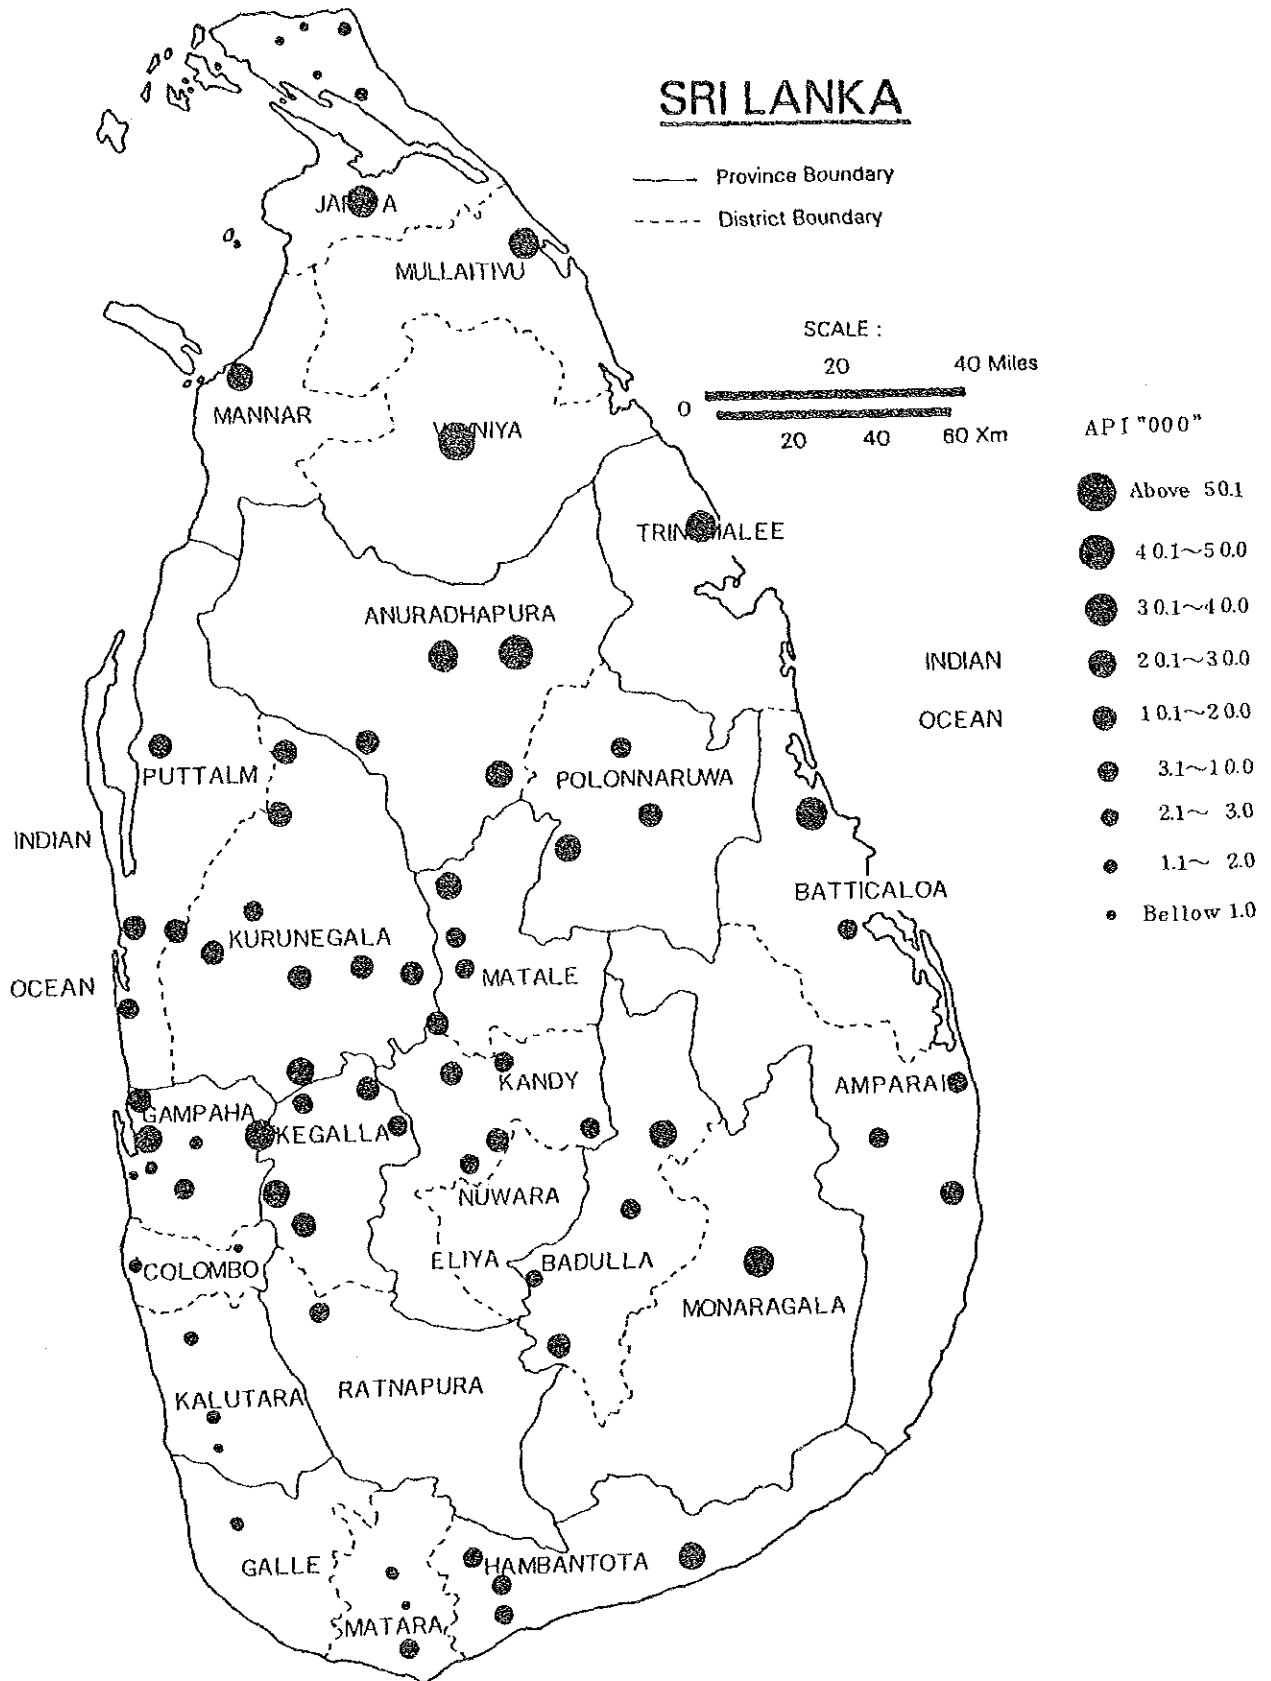 SRI LANKA
Province Boundary
District Boundary
SCALE :
20 40 Miles
0
20 40 60 Xm
API "000"
Above 50.1
40.1~50.0
30.1~40.0
20.1~30.0
10.1~20.0
3.1~10.0
2.1~ 3.0
1.1~ 2.0
Bellow 1.0
MULLAITIVU
MANNAR
ANURADHAPURA
INDIAN
OCEAN
PUTTALM
POLONNARUWA
INDIAN
OCEAN
BATTICALOA
KURUNEGALA
MATALE
KANDY
AMPARAI
GAMPAHA
KEGALLA
NUWARA
ELIYA
BADULLA
COLOMBO
MONARAGALA
KALUTARA
RATNAPURA
GALLE
HAMBANTOTA
MATARA